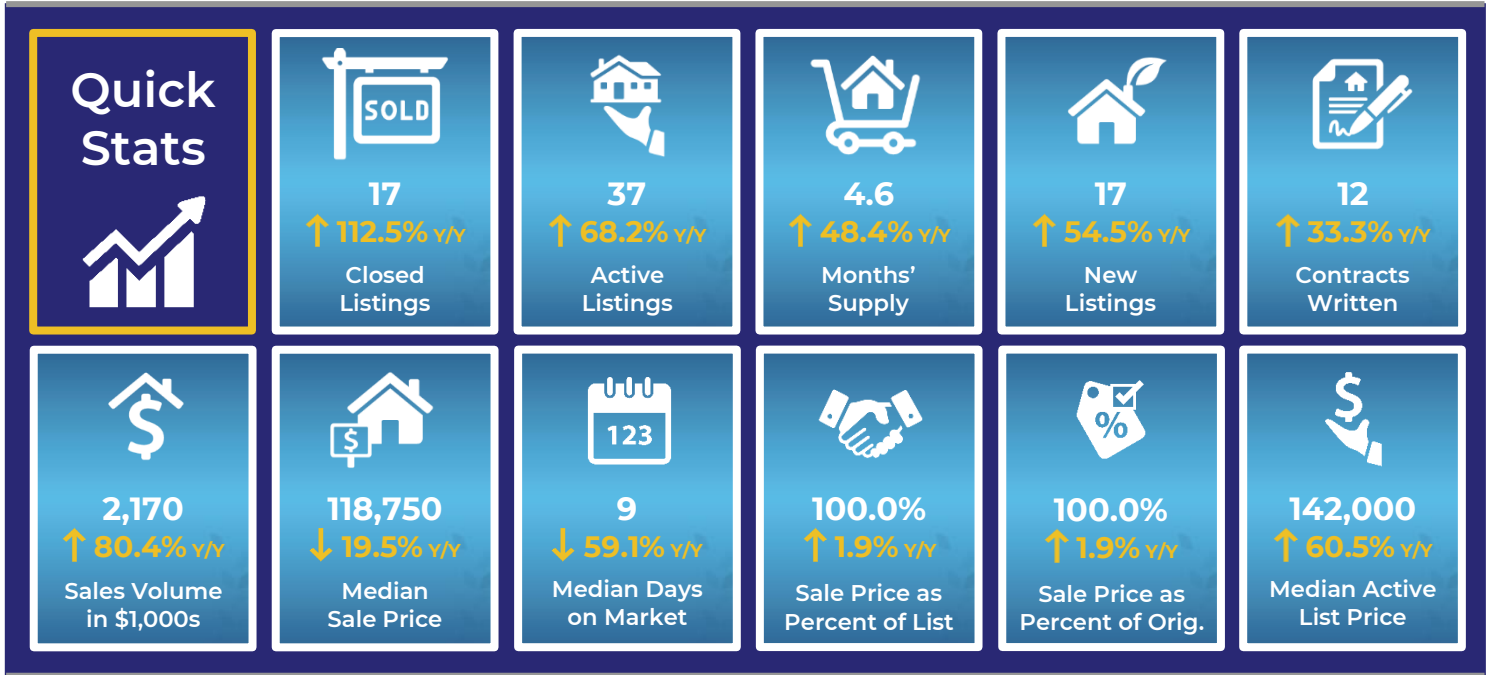 Quick
Stats
SOLD
17
↑ 112.5% Y/Y
Closed
Listings
37
↑ 68.2% Y/Y
Active
Listings
4.6
↑ 48.4% Y/Y
Months’
Supply
17
↑ 54.5% Y/Y
New
Listings
12
↑ 33.3% Y/Y
Contracts
Written
$
2,170
↑ 80.4% Y/Y
Sales Volume
in $1,000s
$
118,750
↓ 19.5% Y/Y
Median
Sale Price
123
9
↓ 59.1% Y/Y
Median Days
on Market
100.0%
↑ 1.9% Y/Y
Sale Price as
Percent of List
%
100.0%
↑ 1.9% Y/Y
Sale Price as
Percent of Orig.
$
142,000
↑ 60.5% Y/Y
Median Active
List Price